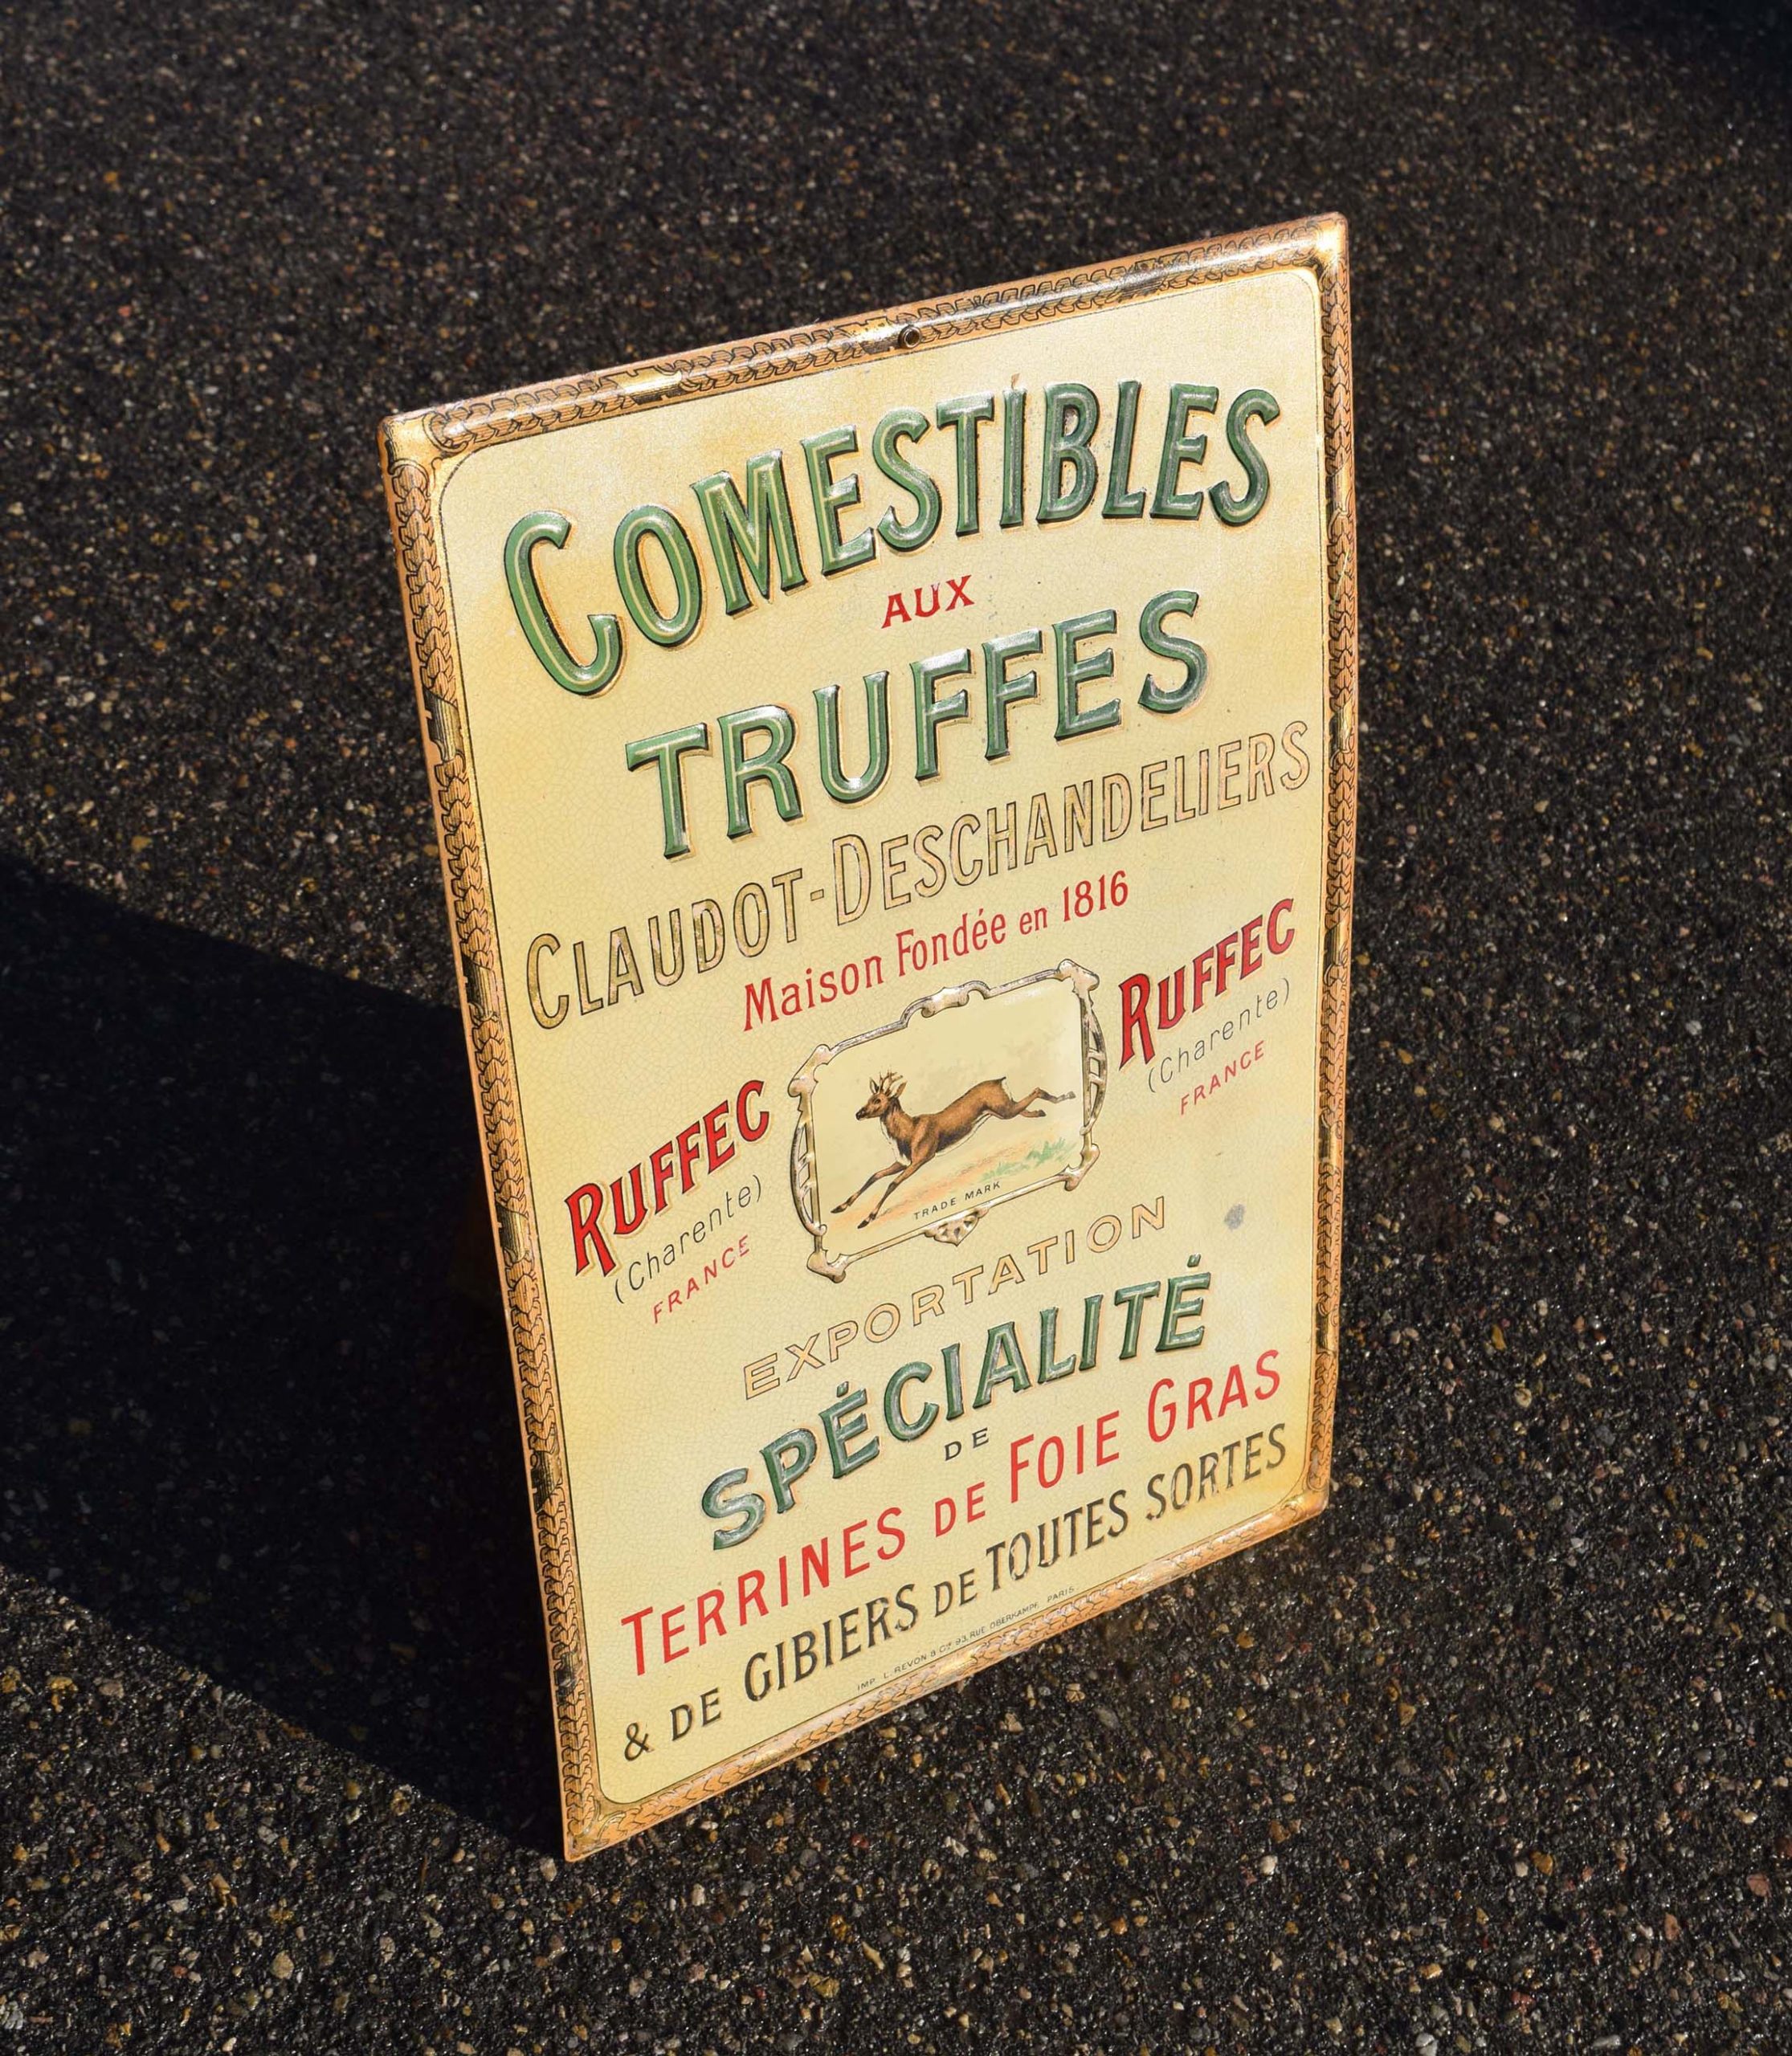 COMESTIBLES
AUX
TRUFFES
CLAUDOT-DESCHANDELIERS
Maison Fondée en 1816
RUFFEC
(Charente)
FRANCE
TRADE MARK
RUFFEC
(Charente)
FRANCE
EXPORTATION
SPÉCIALITÉ
DE
TERRINES DE FOIE GRAS
& DE GIBIERS DE TOUTES SORTES
IMP. L. REVON & Cie 93, RUE OBERKAMPF, PARIS